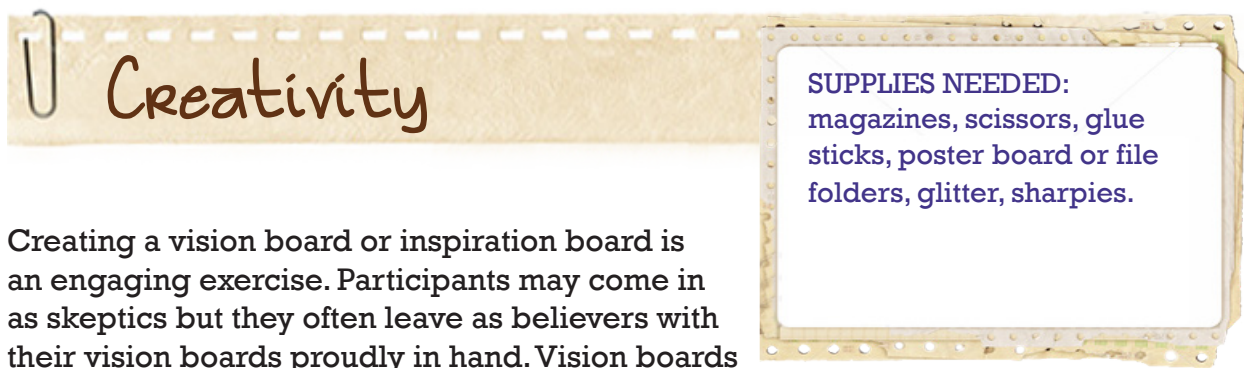 Creativity
SUPPLIES NEEDED:
magazines, scissors, glue
sticks, poster board or file
folders, glitter, sharpies.
Creating a vision board or inspiration board is
an engaging exercise. Participants may come in
as skeptics but they often leave as believers with
their vision boards proudly in hand. Vision boards